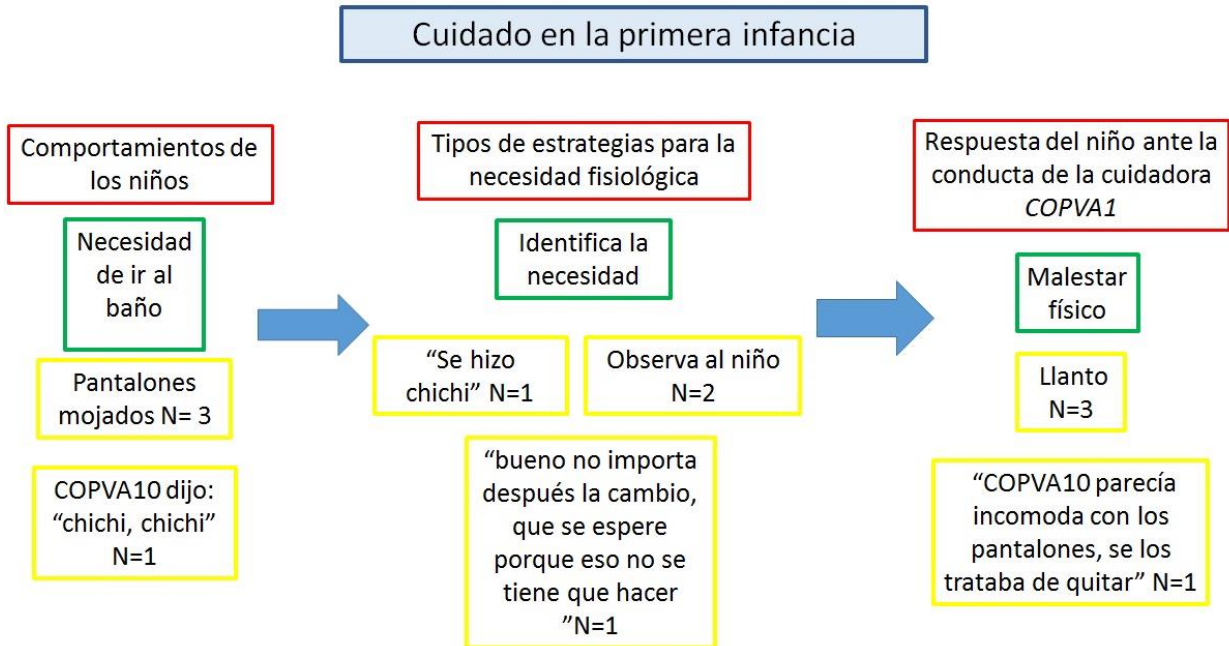 Cuidado en la primera infancia
Comportamientos de
los niños
Necesidad
de ir al
baño
Pantalones
mojados N= 3
COPVA10 dijo:
“chichi, chichi”
N=1
Tipos de estrategias para la
necesidad fisiológica
Identifica la
necesidad
“Se hizo
chichi” N=1
Observa al niño
N=2
“bueno no importa
después la cambio,
que se espere
porque eso no se
tiene que hacer
”N=1
Respuesta del niño ante la
conducta de la cuidadora
COPVA1
Malestar
físico
Llanto
N=3
“COPVA10 parecía
incomoda con los
pantalones, se los
trataba de quitar” N=1